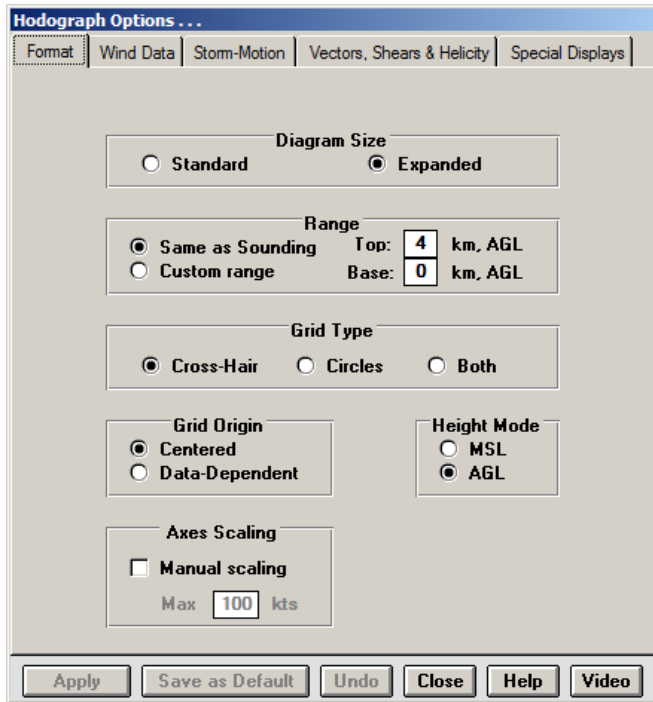 Hodograph Options . . .
Format Wind Data Storm-Motion Vectors, Shears & Helicity Special Displays
Diagram Size
Standard Expanded
Range
Same as Sounding Top: 4 km, AGL
Custom range Base: 0 km, AGL
Grid Type
Cross-Hair Circles Both
Grid Origin Height Mode
Centered MSL
Data-Dependent AGL
Axes Scaling
Manual scaling
Max 100 kts
Apply Save as Default Undo Close Help Video